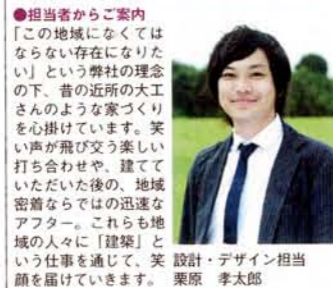 ●担当者からご案内
「この地域になくては
ならない存在になりた
い」という弊社の理念
の下、昔の近所の大工
さんのような家づくり
を心掛けています。笑
い声が飛び交う楽しい
打ち合わせや、建てて
いただいた後の、地域
密着ならではの迅速な
アフター。これらも地
域の人々に「建築」と
いう仕事を通じて、笑
顔を届けていきます。
設計・デザイン担当
栗原 孝太郎